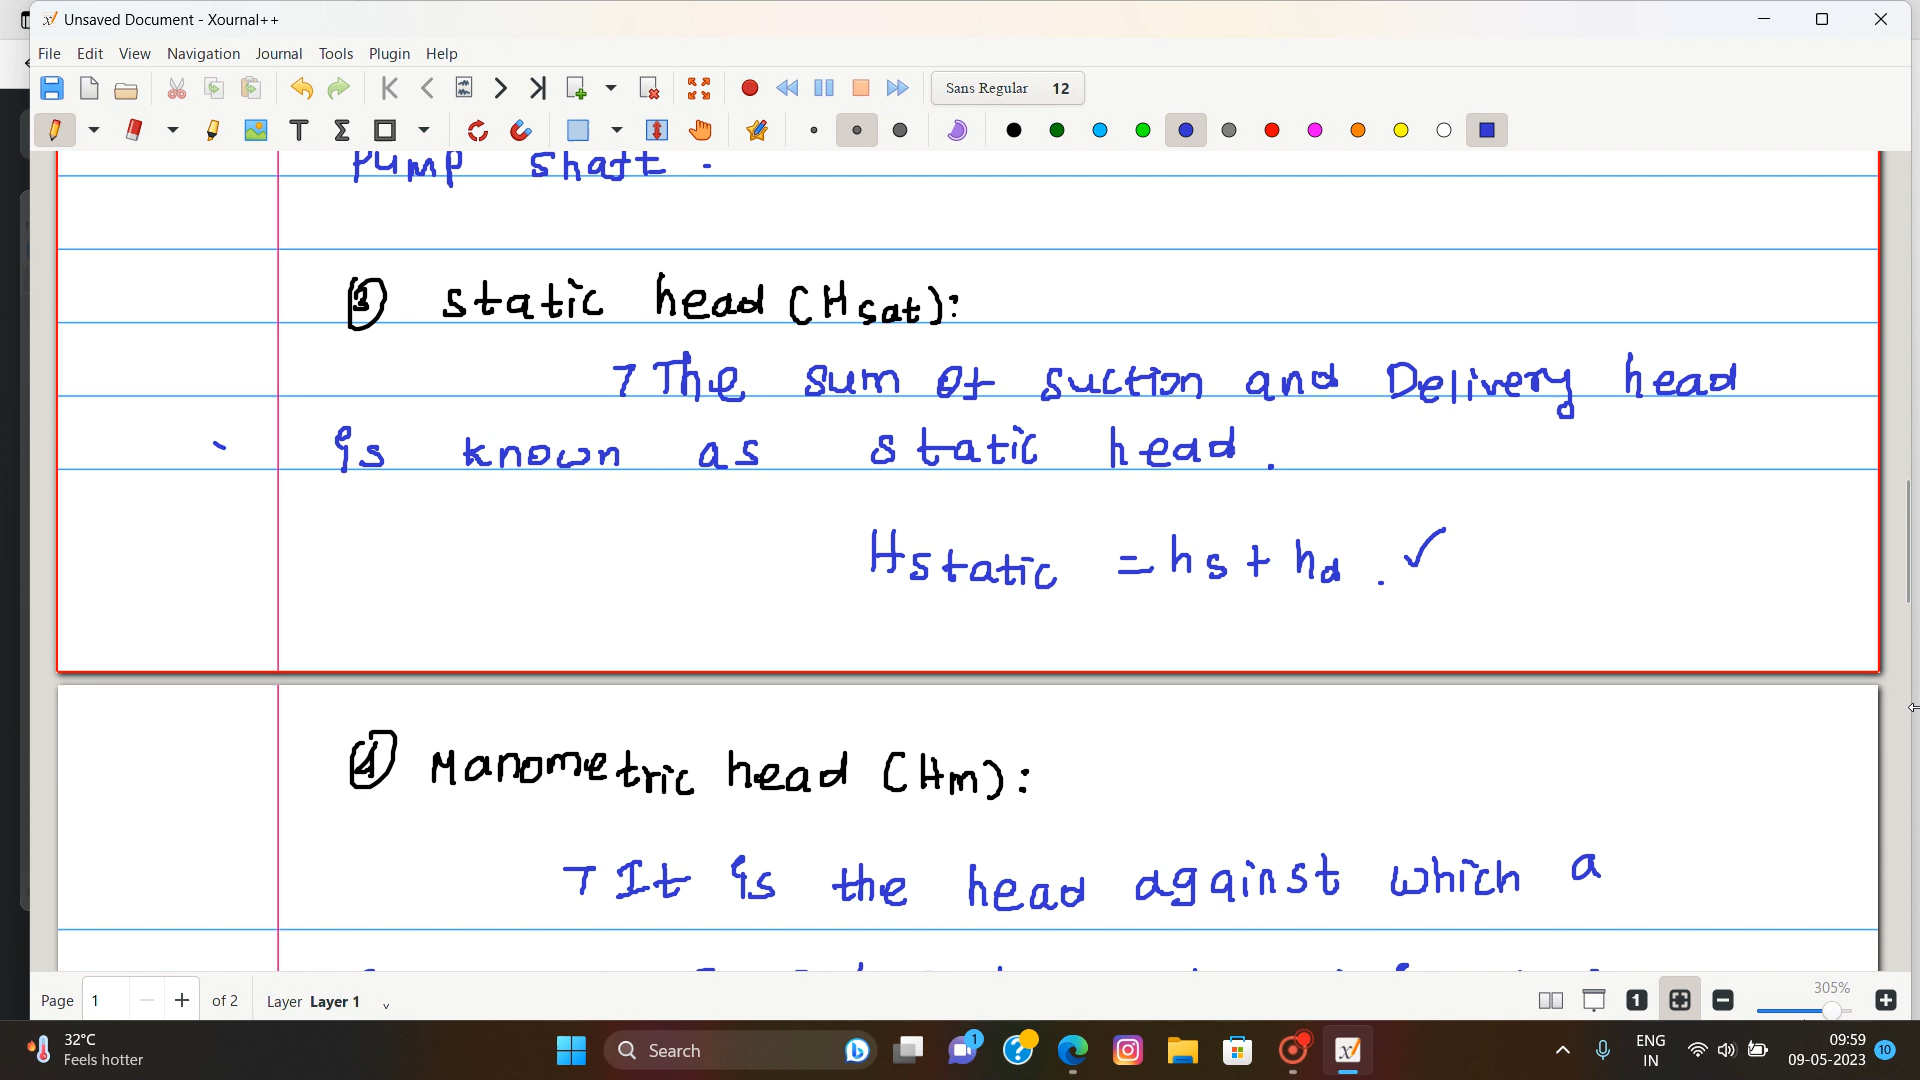 Unsaved Document - Xournal++
File Edit View Navigation Journal Tools Plugin Help
Sans Regular 12
Pump shaft .
③ static head (Hsat):
The sum of suction and Delivery head
is known as static head.
Hstatic = hs + hd . ✓
④ Manometric head (Hm):
It is the head against which a
Page 1 of 2 Layer Layer 1
305%
32°C
Feels hotter
Search
1
ENG
IN
09:59
09-05-2023
10